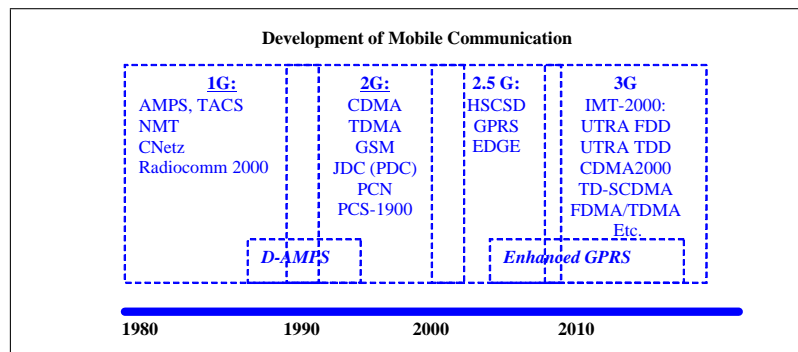 Development of Mobile Communication
1G:
AMPS, TACS
NMT
CNetz
Radiocomm 2000
2G:
CDMA
TDMA
GSM
JDC (PDC)
PCN
PCS-1900
2.5 G:
HSCSD
GPRS
EDGE
3G
IMT-2000:
UTRA FDD
UTRA TDD
CDMA2000
TD-SCDMA
FDMA/TDMA
Etc.
D-AMPS
Enhanced GPRS
1980
1990
2000
2010